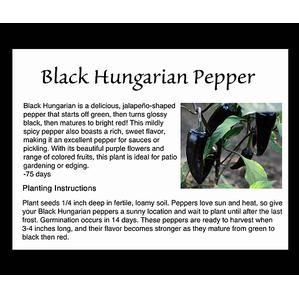 Black Hungarian Pepper
Black Hungarian is a delicious, jalapeño-shaped
pepper that starts off green, then turns glossy
black, then matures to bright red! This mildly
spicy pepper also boasts a rich, sweet flavor,
making it an excellent pepper for sauces or
pickling. With its beautiful purple flowers and
range of colored fruits, this plant is ideal for patio
gardening or edging.
-75 days
Planting Instructions
Plant seeds 1/4 inch deep in fertile, loamy soil. Peppers love sun and heat, so give
your Black Hungarian peppers a sunny location and wait to plant until after the last
frost. Germination occurs in 14 days. These peppers are ready to harvest when
3-4 inches long, and their flavor becomes stronger as they mature from green to
black then red.